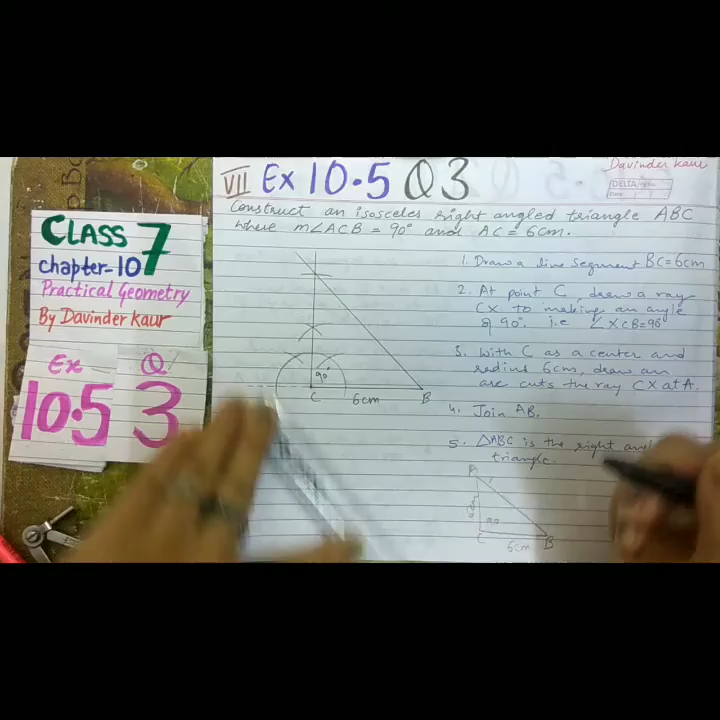 Davinder Kaur
DELTA
VII Ex 10.5 Q 3
Construct an isosceles right angled triangle ABC
where m∠ACB = 90° and AC = 6cm.
CLASS 7
chapter-10
Practical Geometry
By Davinder Kaur
Ex Q
10.5 3
90°
C 6cm B
1. Draw a line segment BC = 6cm
2. At point C, draw a ray
CX to making an angle
of 90°. i.e ∠XCB = 90°
3. With C as a center and
radius 6cm, draw an
arc cuts the ray CX at A.
4. Join AB.
5. △ABC is the right
triangle.
A
6cm
90
C 6cm B